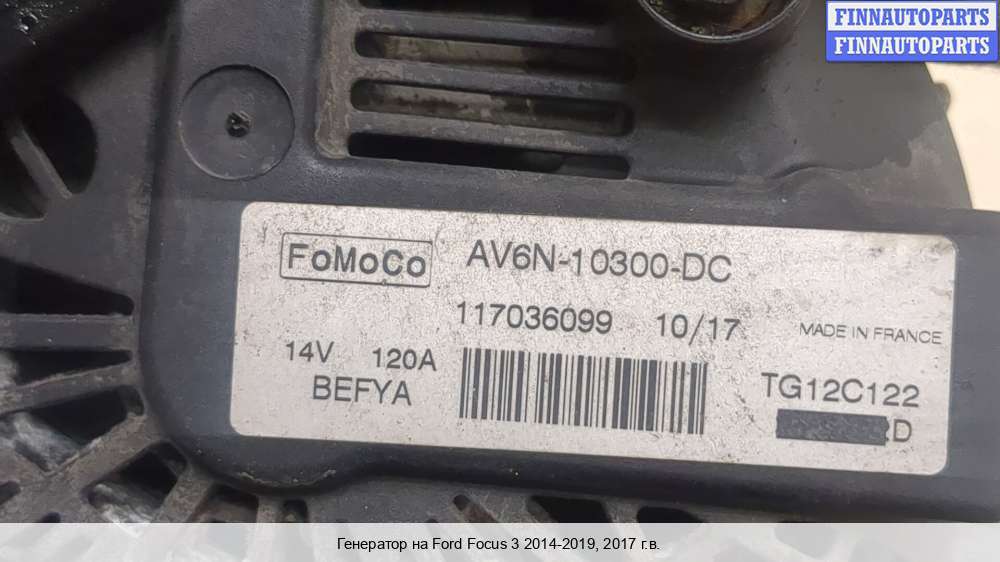 FINNAUTOPARTS
FINNAUTOPARTS
FoMoCo AV6N-10300-DC
117036099 10/17 MADE IN FRANCE
14V 120A
BEFYA TG12C122
D
Генератор на Ford Focus 3 2014-2019, 2017 г.в.